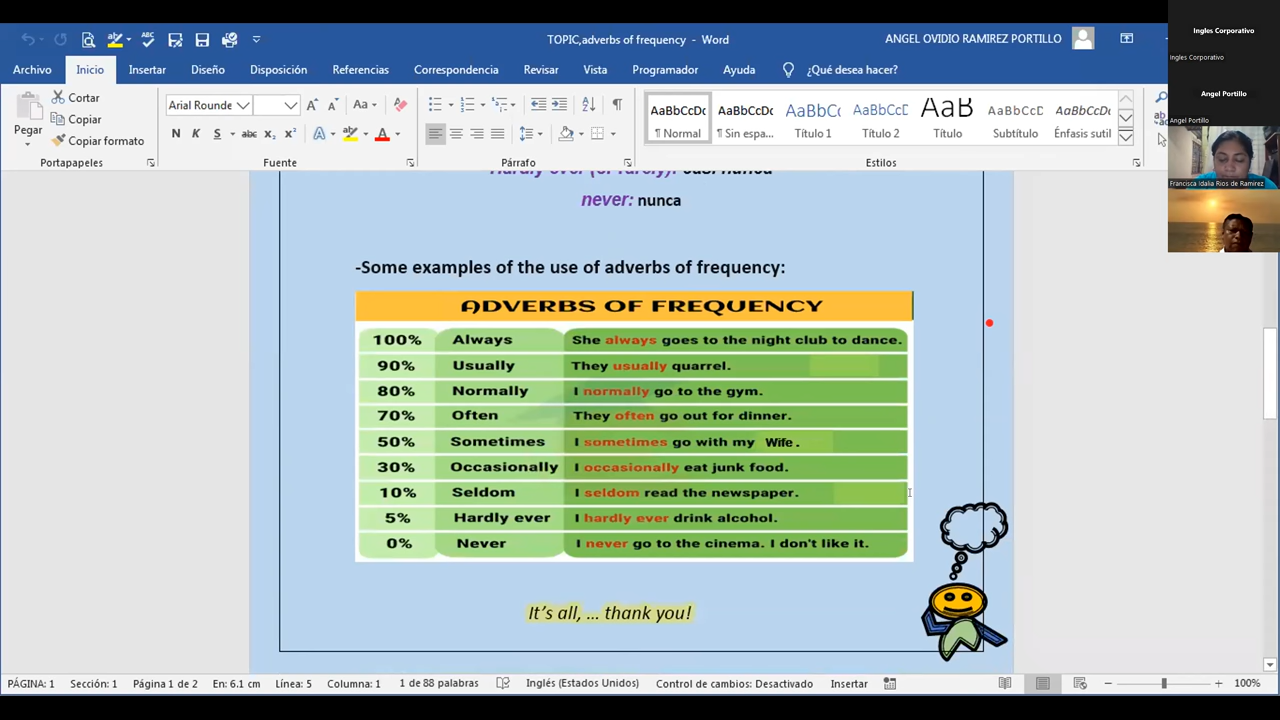 TOPIC,adverbs of frequency - Word
ANGEL OVIDIO RAMIREZ PORTILLO
Archivo Inicio Insertar Diseño Disposición Referencias Correspondencia Revisar Vista Programador Ayuda ¿Qué desea hacer?
Pegar
Cortar
Copiar
Copiar formato
Portapapeles
Arial Rounde
N K S abc x₂ x²
Fuente
Párrafo
AaBbCcDc AaBbCcDc AaBbCc AaBbCcD AaB AaBbCcD AaBbCcDc
¶ Normal ¶ Sin espa... Título 1 Título 2 Título Subtítulo Énfasis sutil
Estilos
Ingles Corporativo
Ingles Corporativo
Angel Portillo
Angel Portillo
Francisca Idalia Rios de Ramirez
never: nunca
-Some examples of the use of adverbs of frequency:
ADVERBS OF FREQUENCY
100% Always She always goes to the night club to dance.
90% Usually They usually quarrel.
80% Normally I normally go to the gym.
70% Often They often go out for dinner.
50% Sometimes I sometimes go with my Wife .
30% Occasionally I occasionally eat junk food.
10% Seldom I seldom read the newspaper.
5% Hardly ever I hardly ever drink alcohol.
0% Never I never go to the cinema. I don't like it.
It's all, ... thank you!
PÁGINA: 1 Sección: 1 Página 1 de 2 En: 6.1 cm Línea: 5 Columna: 1 1 de 88 palabras Inglés (Estados Unidos) Control de cambios: Desactivado Insertar 100%